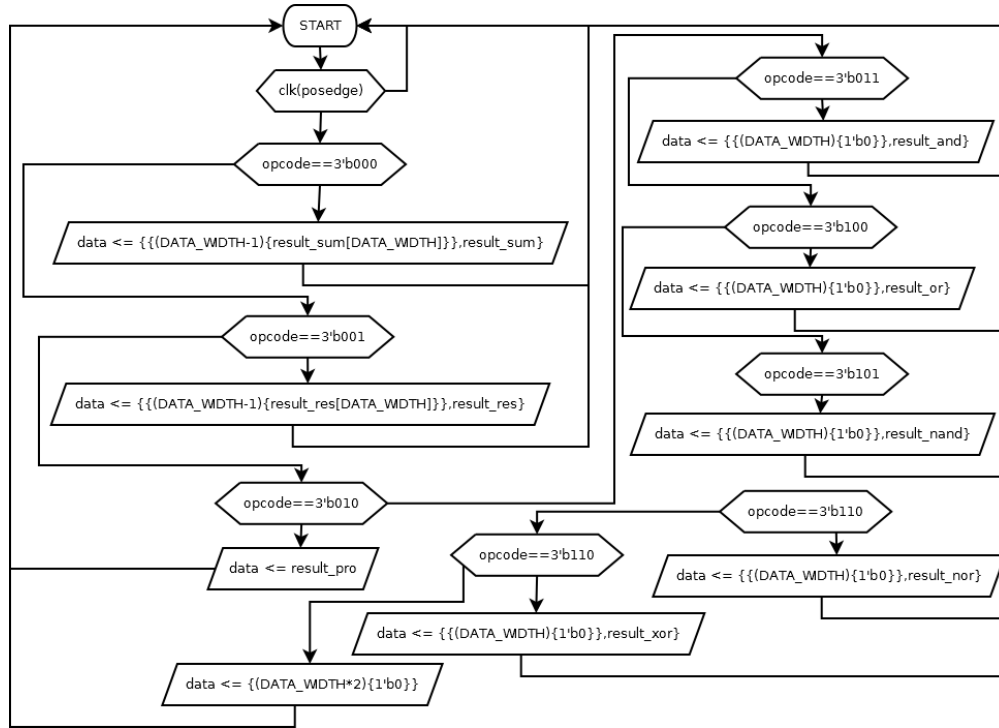 START
clk(posedge)
opcode==3'b000
data <= {{(DATA_WIDTH-1){result_sum[DATA_WIDTH]}},result_sum}
opcode==3'b001
data <= {{(DATA_WIDTH-1){result_res[DATA_WIDTH]}},result_res}
opcode==3'b010
data <= result_pro
opcode==3'b011
data <= {{(DATA_WIDTH){1'b0}},result_and}
opcode==3'b100
data <= {{(DATA_WIDTH){1'b0}},result_or}
opcode==3'b101
data <= {{(DATA_WIDTH){1'b0}},result_nand}
opcode==3'b110
data <= {{(DATA_WIDTH){1'b0}},result_nor}
opcode==3'b110
data <= {{(DATA_WIDTH){1'b0}},result_xor}
data <= {(DATA_WIDTH*2){1'b0}}